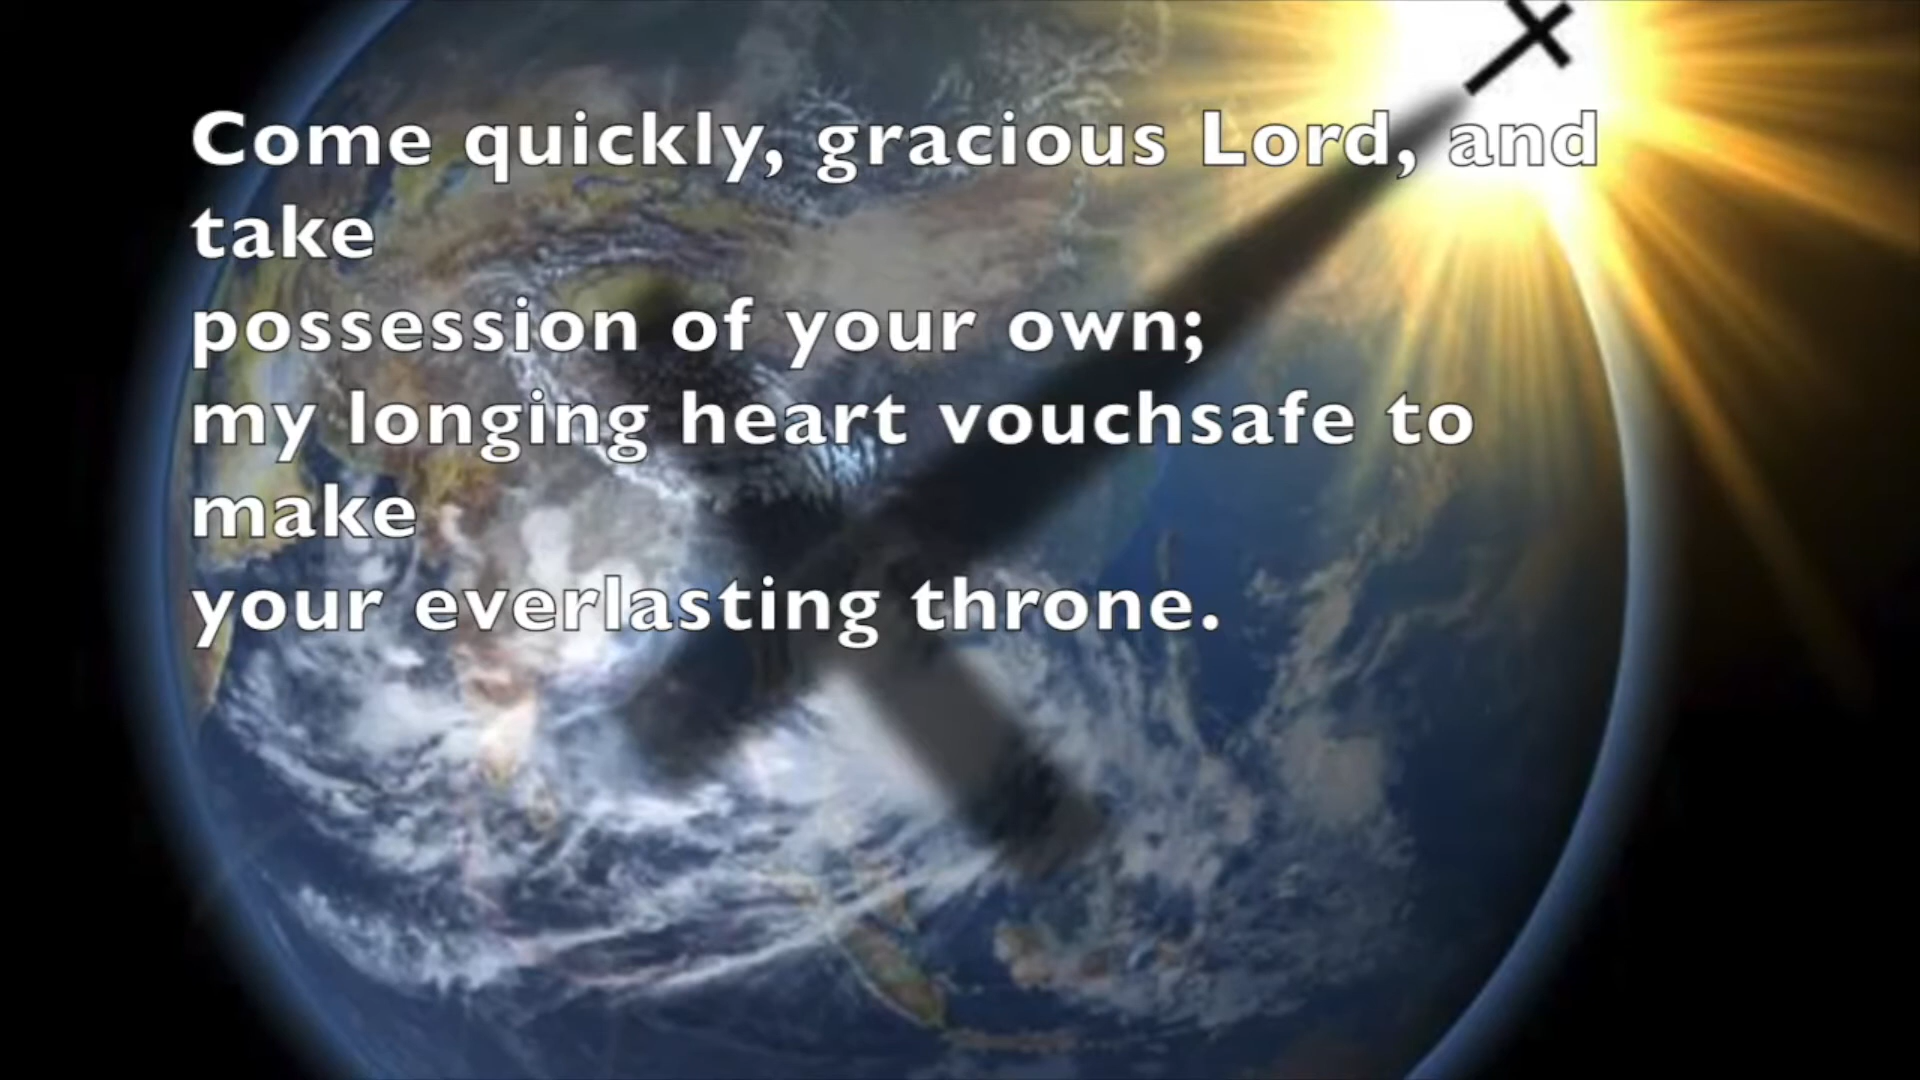 Come quickly, gracious Lord, and
take
possession of your own;
my longing heart vouchsafe to
make
your everlasting throne.